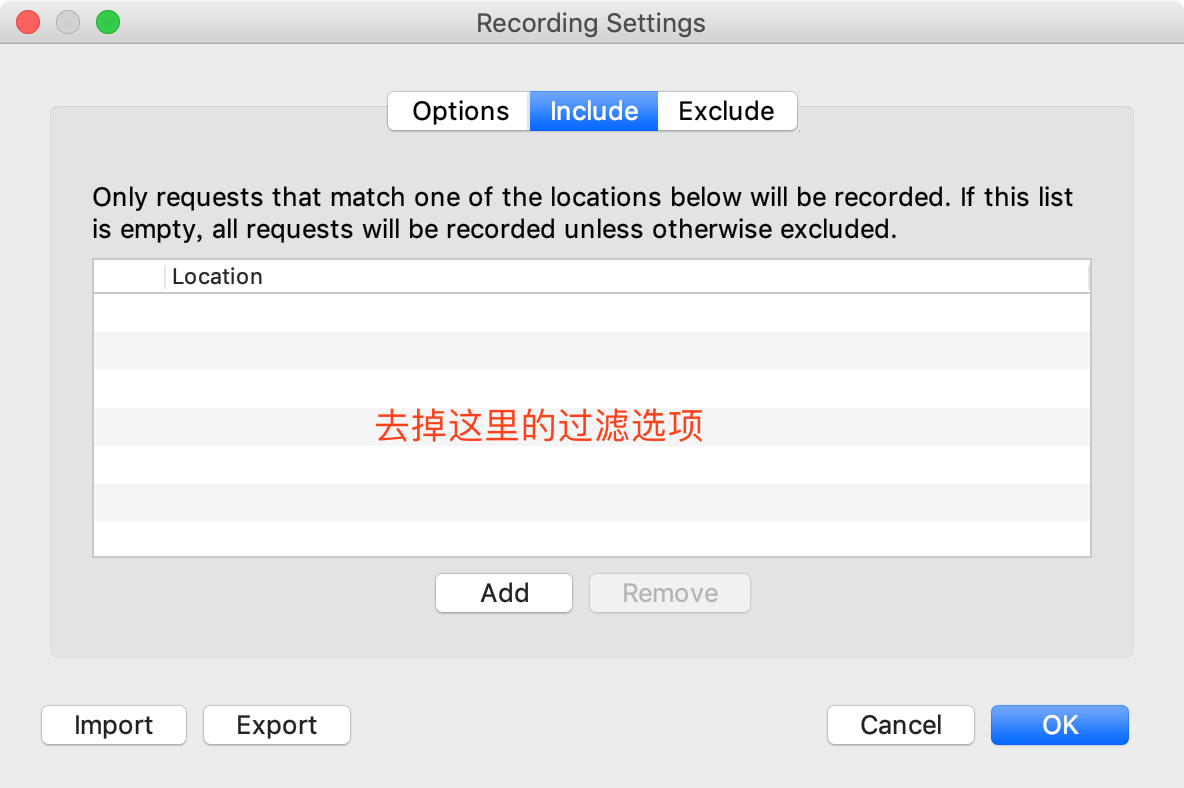 Recording Settings
Options Include Exclude
Only requests that match one of the locations below will be recorded. If this list
is empty, all requests will be recorded unless otherwise excluded.
Location
去掉这里的过滤选项
Add Remove
Import Export Cancel OK